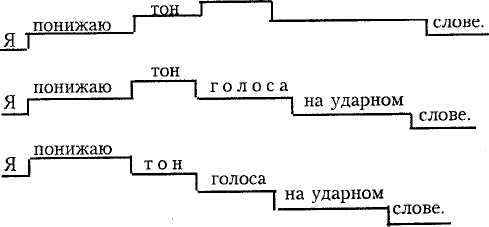 Я понижаю тон слове.
Я понижаю тон г о л о с а на ударном слове.
Я понижаю т о н голоса на ударном слове.